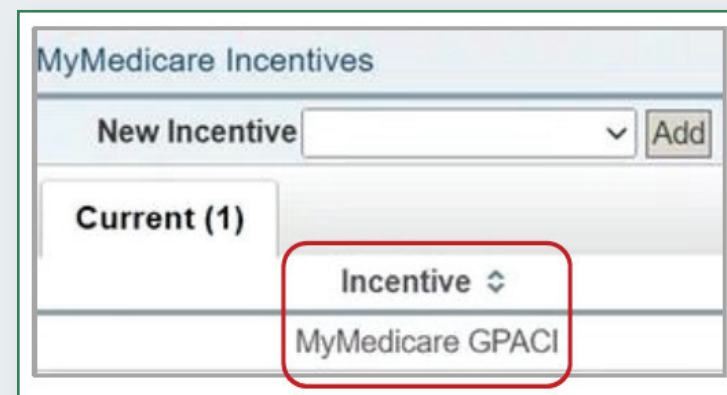 MyMedicare Incentives
New Incentive Add
Current (1)
Incentive
MyMedicare GPACI